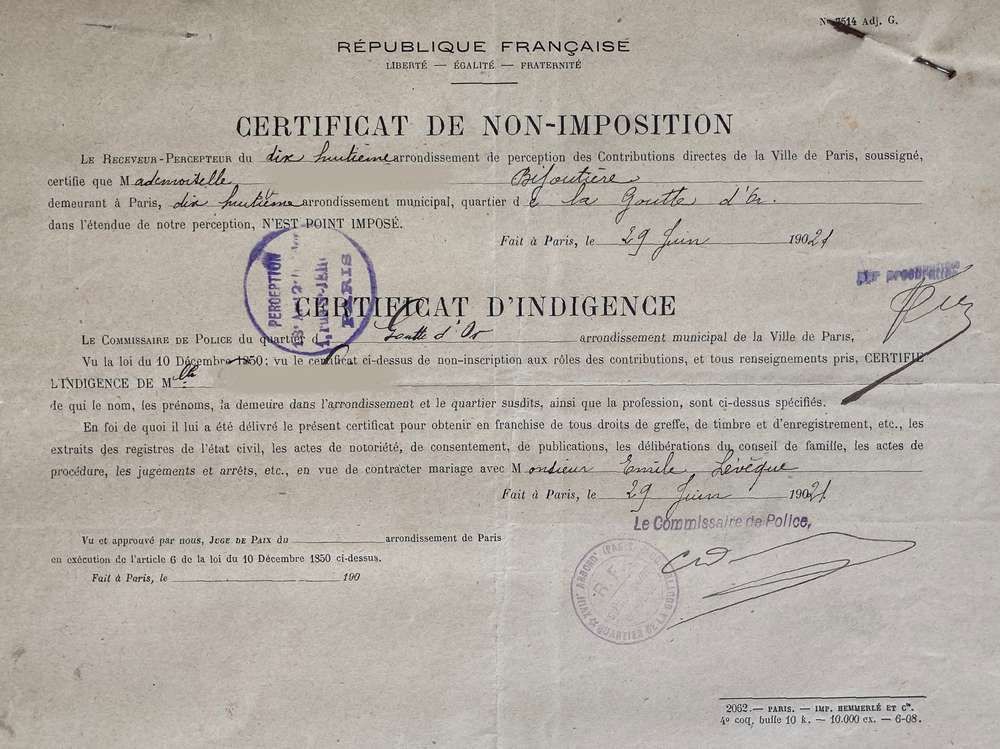 No 7514 Adj. G.
RÉPUBLIQUE FRANÇAISE
LIBERTÉ — ÉGALITÉ — FRATERNITÉ
CERTIFICAT DE NON-IMPOSITION
LE RECEVEUR-PERCEPTEUR DU dix huitième arrondissement de perception des Contributions directes de la Ville de Paris, soussigné,
certifie que Mademoiselle Bijoutière
demeurant à Paris, dix huitième arrondissement municipal, quartier de la Goutte d'Or.
dans l'étendue de notre perception, N'EST POINT IMPOSÉ.
Fait à Paris, le 29 Juin 1921
PERCEPTION
PARIS
Par procuration
CERTIFICAT D'INDIGENCE
LE COMMISSAIRE DE POLICE du quartier d Goutte d'Or arrondissement municipal de la Ville de Paris,
Vu la loi du 10 Décembre 1850; vu le certificat ci-dessus de non-inscription aux rôles des contributions, et tous renseignements pris, CERTIFIE
L'INDIGENCE DE Mlle
de qui le nom, les prénoms, la demeure dans l'arrondissement et le quartier susdits, ainsi que la profession, sont ci-dessus spécifiés.
En foi de quoi il lui a été délivré le présent certificat pour obtenir en franchise de tous droits de greffe, de timbre et d'enregistrement, etc., les
extraits des registres de l'état civil, les actes de notoriété, de consentement, de publications, les délibérations du conseil de famille, les actes de
procédure, les jugements et arrêts, etc., en vue de contracter mariage avec Monsieur Emile Lévêque
Fait à Paris, le 29 Juin 1921
Le Commissaire de Police,
Vu et approuvé par nous, JUGE DE PAIX DU arrondissement de Paris
en exécution de l'article 6 de la loi du 10 Décembre 1850 ci-dessus.
Fait à Paris, le 190
R.F.
QUARTIER DE LA
2062.— PARIS. — IMP. HEMMERLÉ ET Cie.
4o coq. bulle 10 k. — 10.000 ex. — 6-08.